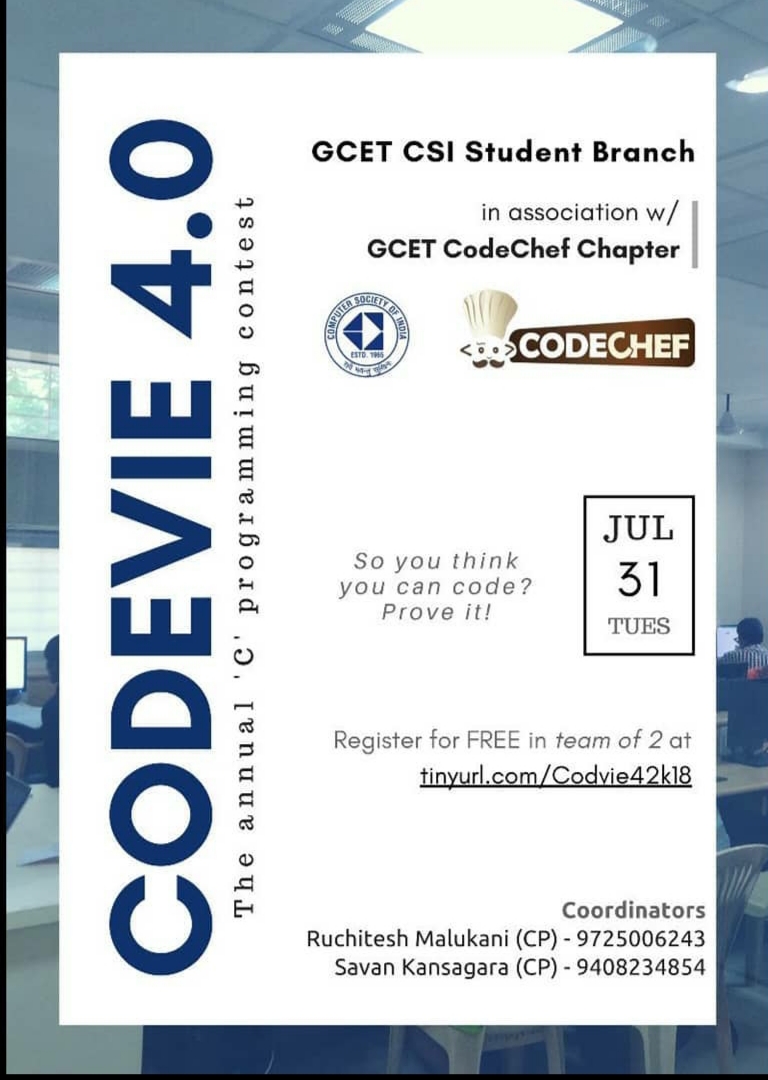 CODEVIE 4.0
The annual 'C' programming contest
GCET CSI Student Branch
in association w/
GCET CodeChef Chapter
COMPUTER SOCIETY OF INDIA
ESTD. 1965
CODECHEF
So you think
you can code?
Prove it!
JUL
31
TUES
Register for FREE in team of 2 at
tinyurl.com/Codvie42k18
Coordinators
Ruchitesh Malukani (CP) - 9725006243
Savan Kansagara (CP) - 9408234854